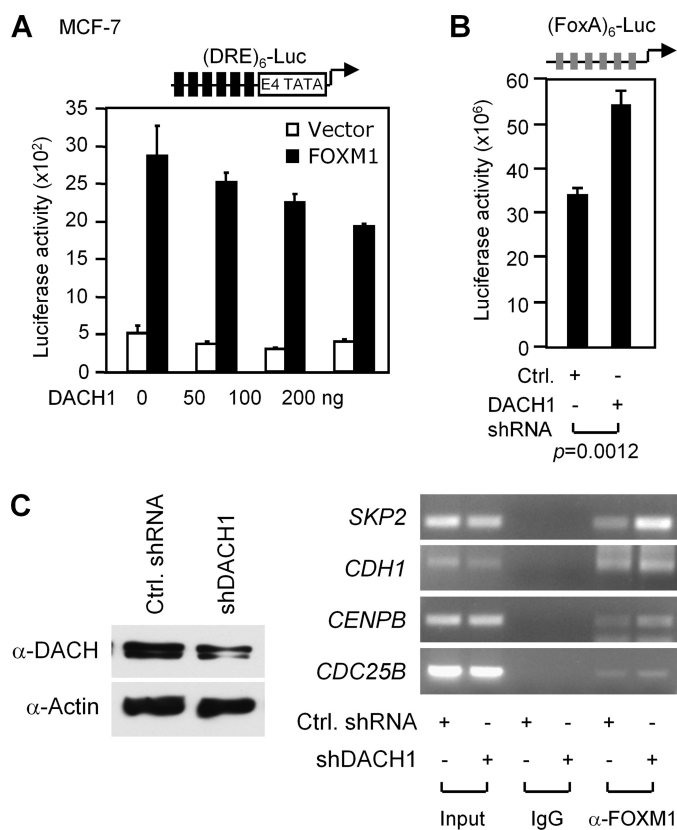 A MCF-7
(DRE)6-Luc
E4 TATA
Luciferase activity (x10²)
35
30
25
20
15
10
5
0
Vector
FOXM1
DACH1 0 50 100 200 ng
B
(FoxA)6-Luc
Luciferase activity (x10⁶)
60
50
40
30
20
10
0
Ctrl. + -
DACH1 - +
shRNA
p=0.0012
C
Ctrl. shRNA
shDACH1
α-DACH
α-Actin
SKP2
CDH1
CENPB
CDC25B
Ctrl. shRNA + - + - + -
shDACH1 - + - + - +
Input IgG α-FOXM1